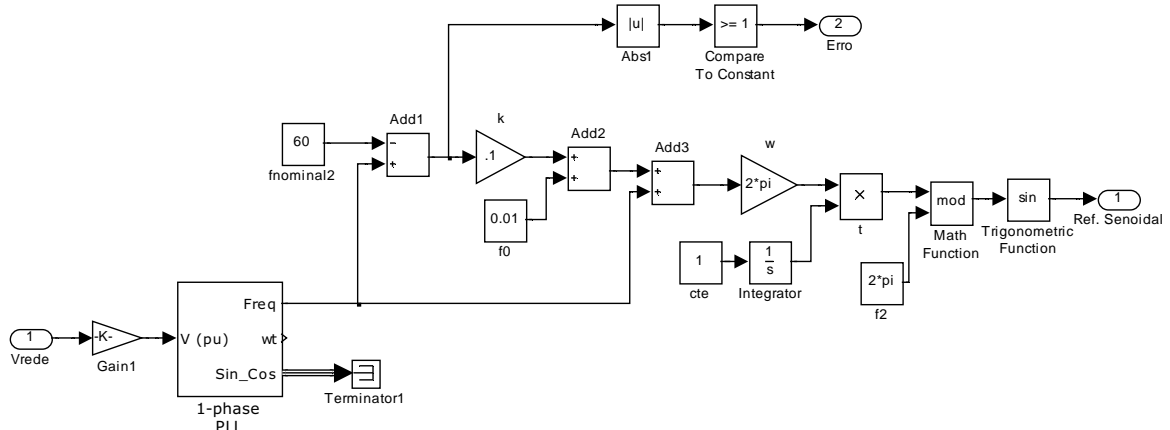 |u|
Abs1
>= 1
Compare
To Constant
2
Erro
60
fnominal2
−
+
Add1
k
.1
+
+
Add2
0.01
f0
+
+
Add3
w
2*pi
×
t
1
cte
1
s
Integrator
mod
Math
Function
2*pi
f2
sin
Trigonometric
Function
1
Ref. Senoidal
1
Vrede
-K-
Gain1
V (pu)
Freq
wt
Sin_Cos
1-phase
PLL
Terminator1